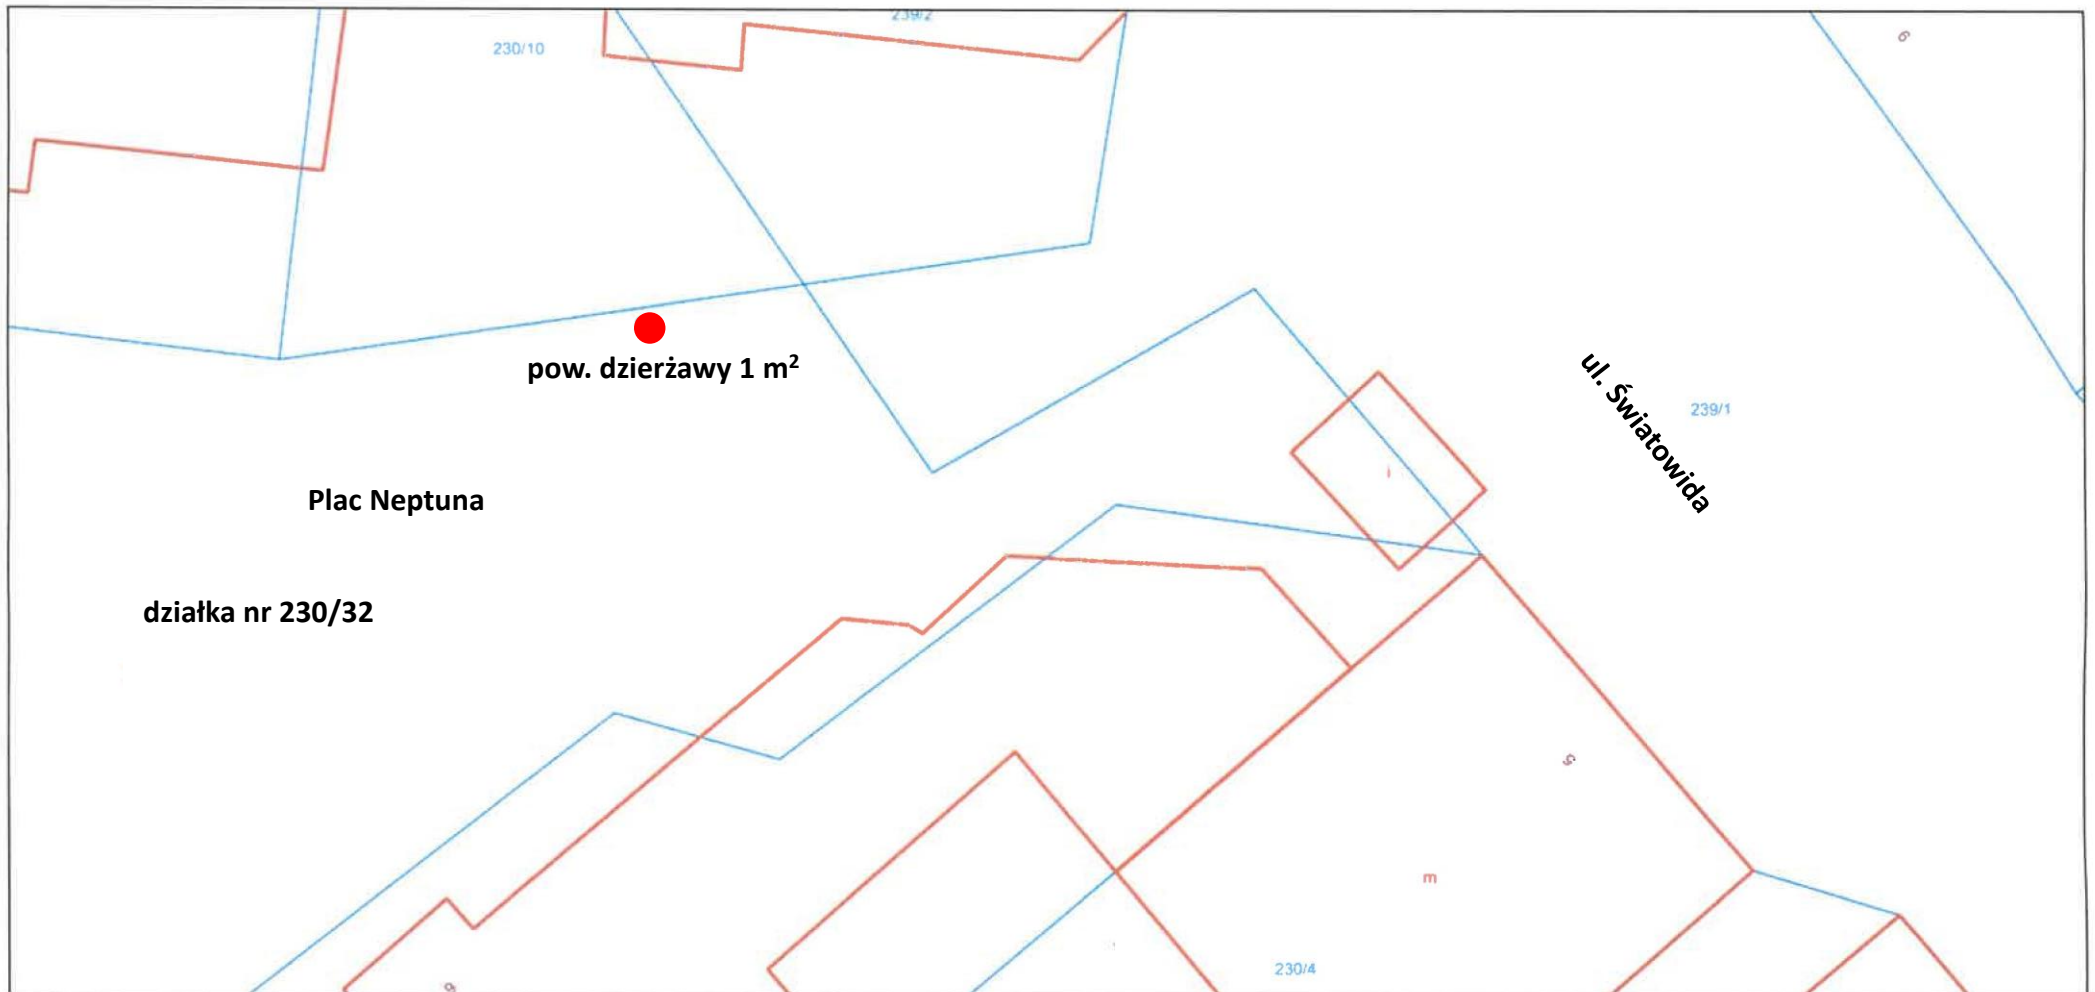 239/2
230/10
6
pow. dzierżawy 1 m²
ul. Światowida
239/1
i
Plac Neptuna
działka nr 230/32
5
m
230/4